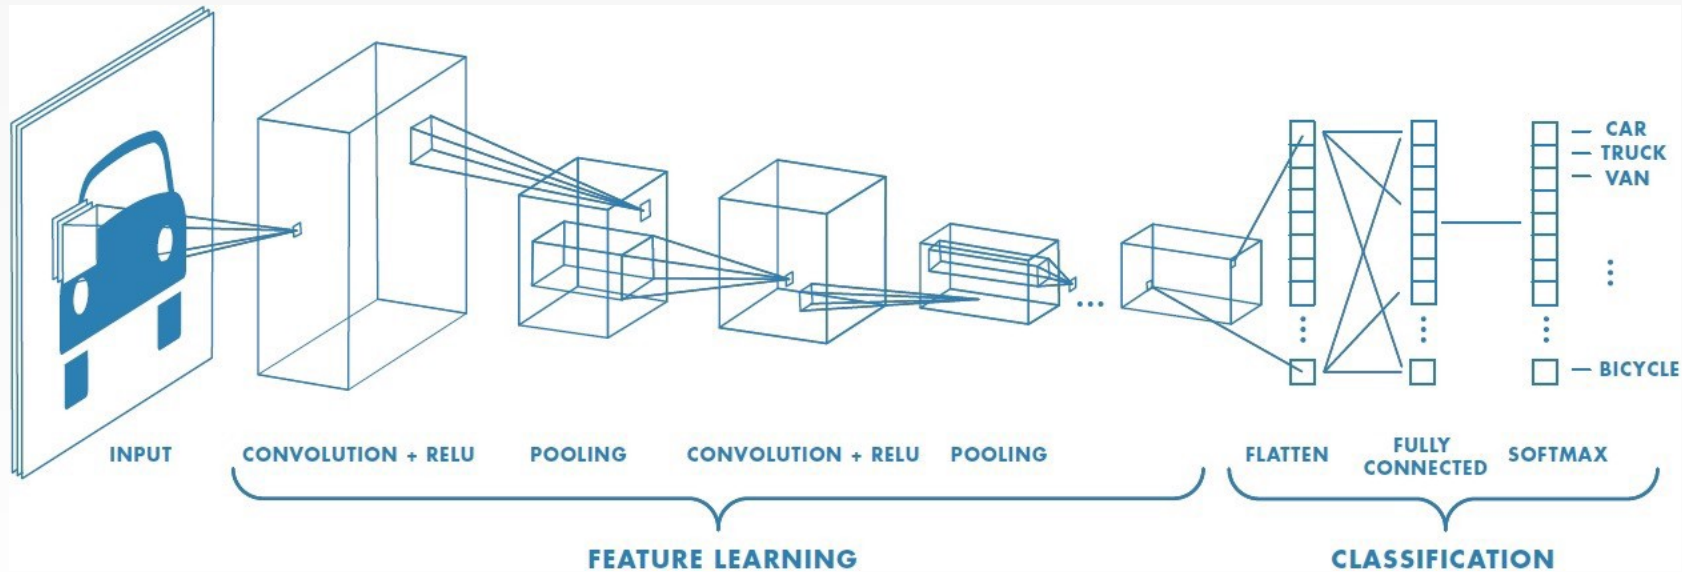 CAR
TRUCK
VAN
BICYCLE
INPUT
CONVOLUTION + RELU
POOLING
CONVOLUTION + RELU
POOLING
FLATTEN
FULLY
CONNECTED
SOFTMAX
FEATURE LEARNING
CLASSIFICATION